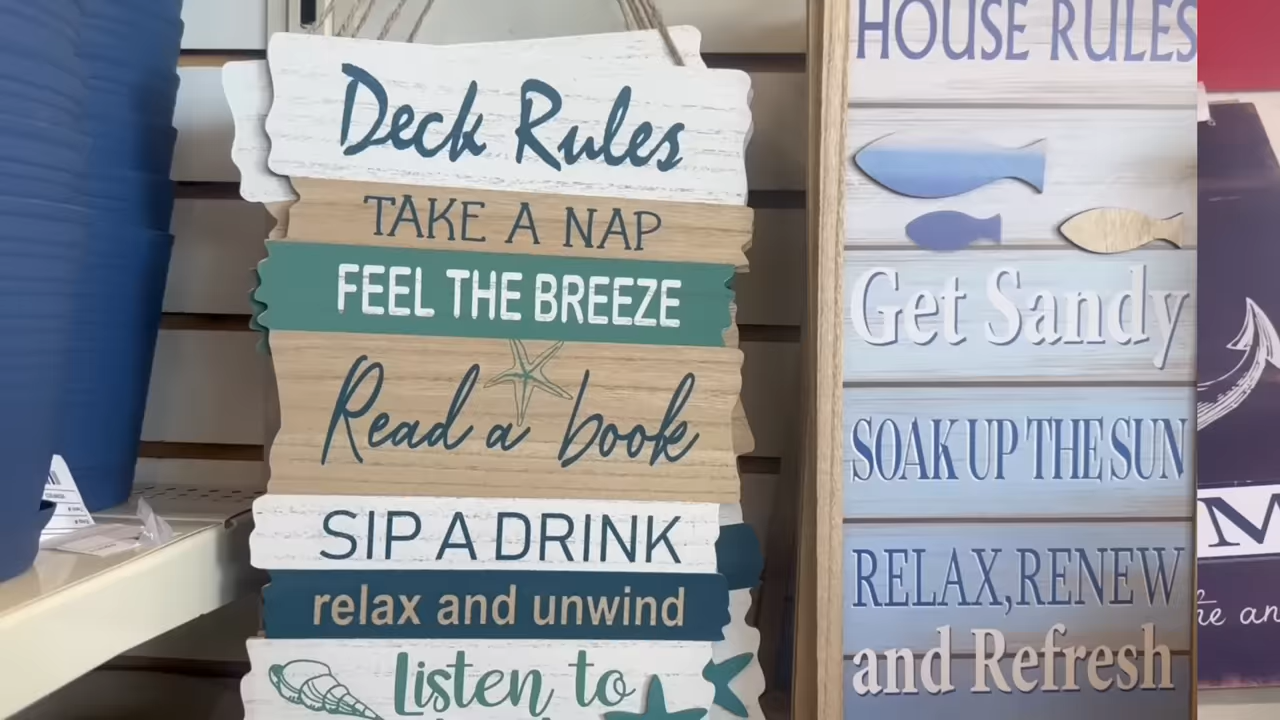 Deck Rules
TAKE A NAP
FEEL THE BREEZE
Read a book
SIP A DRINK
relax and unwind
Listen to
HOUSE RULES
Get Sandy
SOAK UP THE SUN
RELAX, RENEW
and Refresh